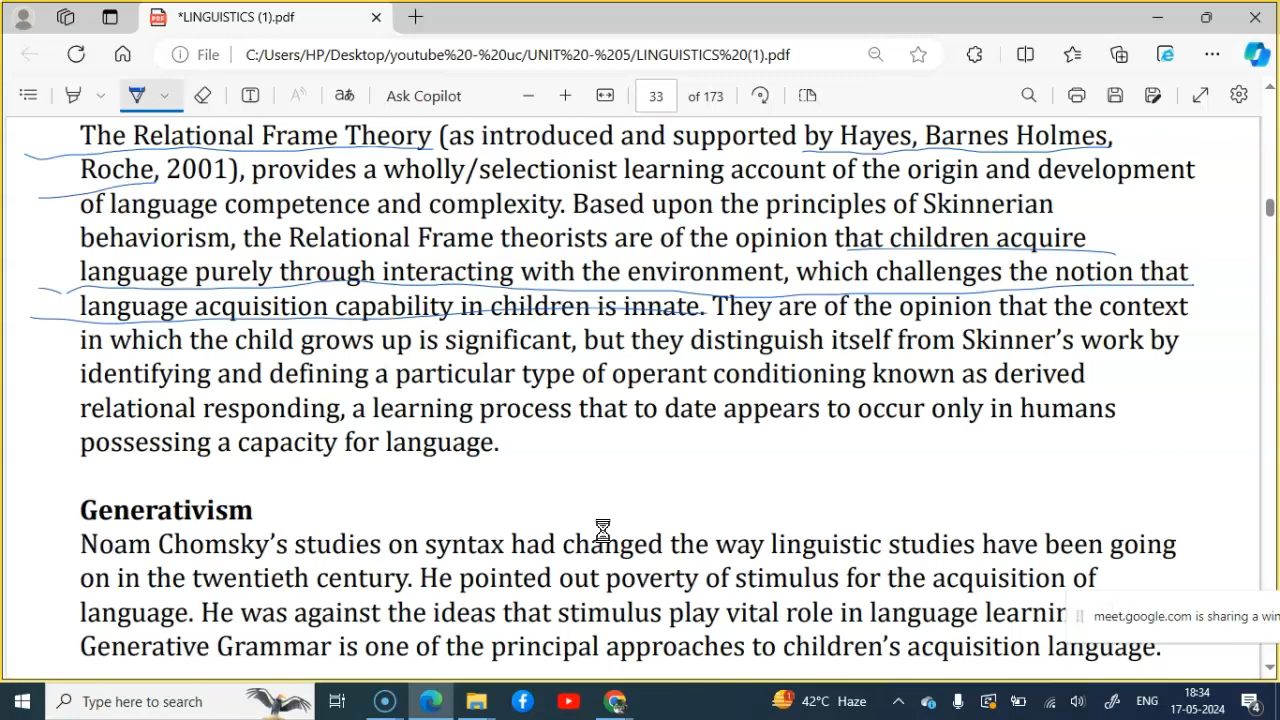 *LINGUISTICS (1).pdf
File C:/Users/HP/Desktop/youtube%20-%20uc/UNIT%20-%205/LINGUISTICS%20(1).pdf
Ask Copilot 33 of 173
The Relational Frame Theory (as introduced and supported by Hayes, Barnes Holmes,
Roche, 2001), provides a wholly/selectionist learning account of the origin and development
of language competence and complexity. Based upon the principles of Skinnerian
behaviorism, the Relational Frame theorists are of the opinion that children acquire
language purely through interacting with the environment, which challenges the notion that
language acquisition capability in children is innate. They are of the opinion that the context
in which the child grows up is significant, but they distinguish itself from Skinner's work by
identifying and defining a particular type of operant conditioning known as derived
relational responding, a learning process that to date appears to occur only in humans
possessing a capacity for language.
Generativism
Noam Chomsky's studies on syntax had changed the way linguistic studies have been going
on in the twentieth century. He pointed out poverty of stimulus for the acquisition of
language. He was against the ideas that stimulus play vital role in language learnin
meet.google.com is sharing a win
Generative Grammar is one of the principal approaches to children's acquisition language.
Type here to search
42°C Haze
ENG
18:34
17-05-2024
4